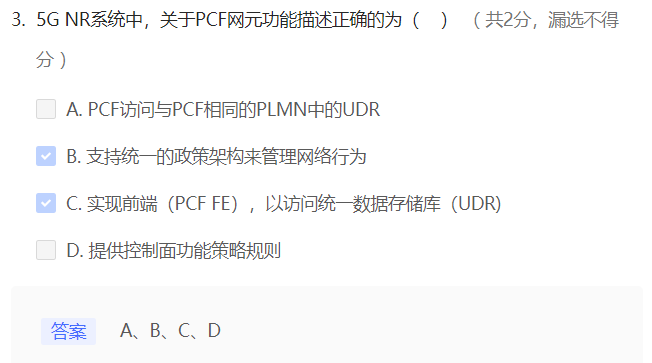 3. 5G NR系统中，关于PCF网元功能描述正确的为（ ）（ 共2分，漏选不得
分 ）
A. PCF访问与PCF相同的PLMN中的UDR
B. 支持统一的政策架构来管理网络行为
C. 实现前端（PCF FE），以访问统一数据存储库（UDR)
D. 提供控制面功能策略规则
答案 A、B、C、D